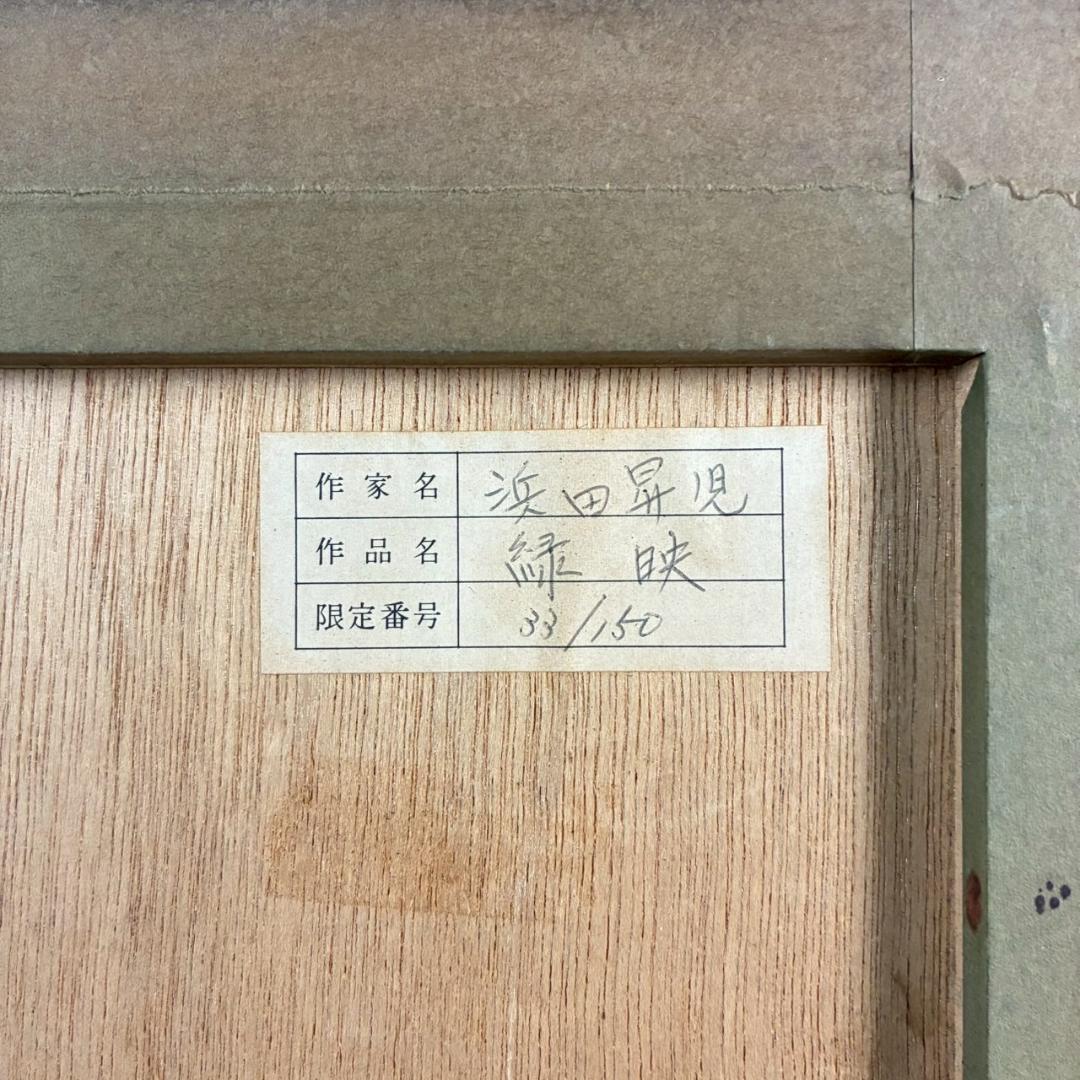 作家名 浜田昇児
作品名 緑映
限定番号 33/150